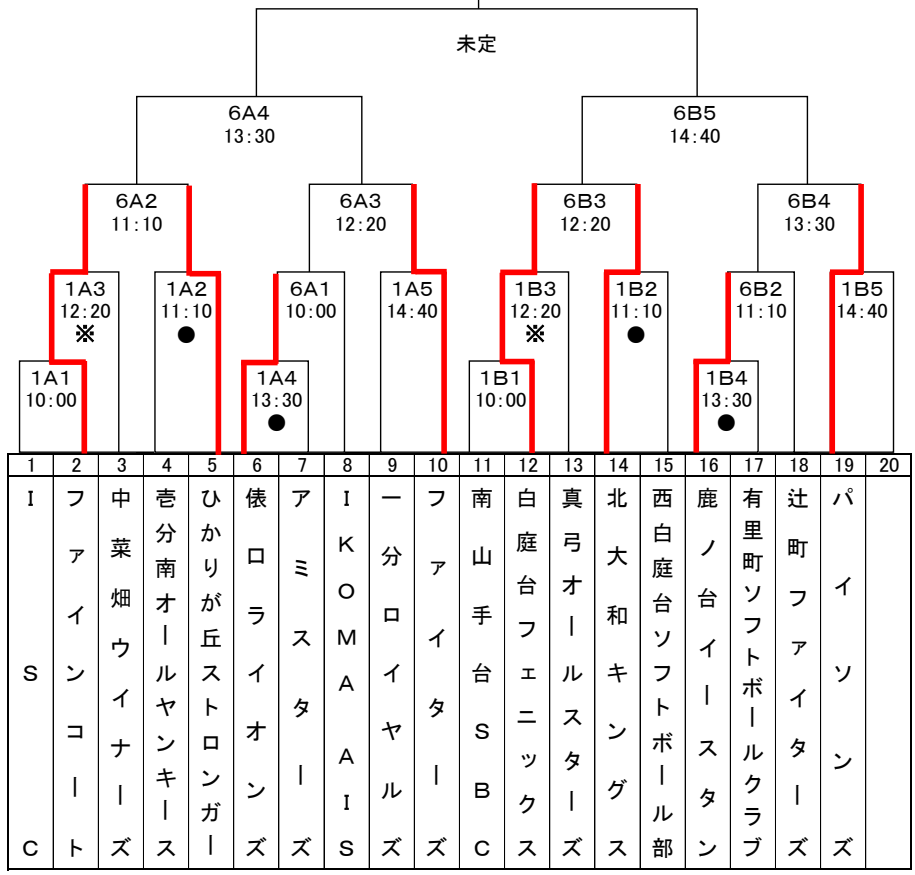 未定
6A4
13:30
6B5
14:40
6A2
11:10
6A3
12:20
6B3
12:20
6B4
13:30
1A3
12:20
※
1A2
11:10
●
6A1
10:00
1A5
14:40
1B3
12:20
※
1B2
11:10
●
6B2
11:10
1B5
14:40
1A1
10:00
1A4
13:30
●
1B1
10:00
1B4
13:30
●
1 2 3 4 5 6 7 8 9 10 11 12 13 14 15 16 17 18 19 20
ISC
ファインコート
中菜畑ウイナーズ
壱分南オールヤンキース
ひかりが丘ストロンガー
俵口ライオンズ
アミスターズ
IKOMA AIS
一分ロイヤルズ
ファイターズ
南山手台SBC
白庭台フェニックス
真弓オールスターズ
北大和キングス
西白庭台ソフトボール部
鹿ノ台イースタン
有里町ソフトボールクラブ
辻町ファイターズ
パイソンズ